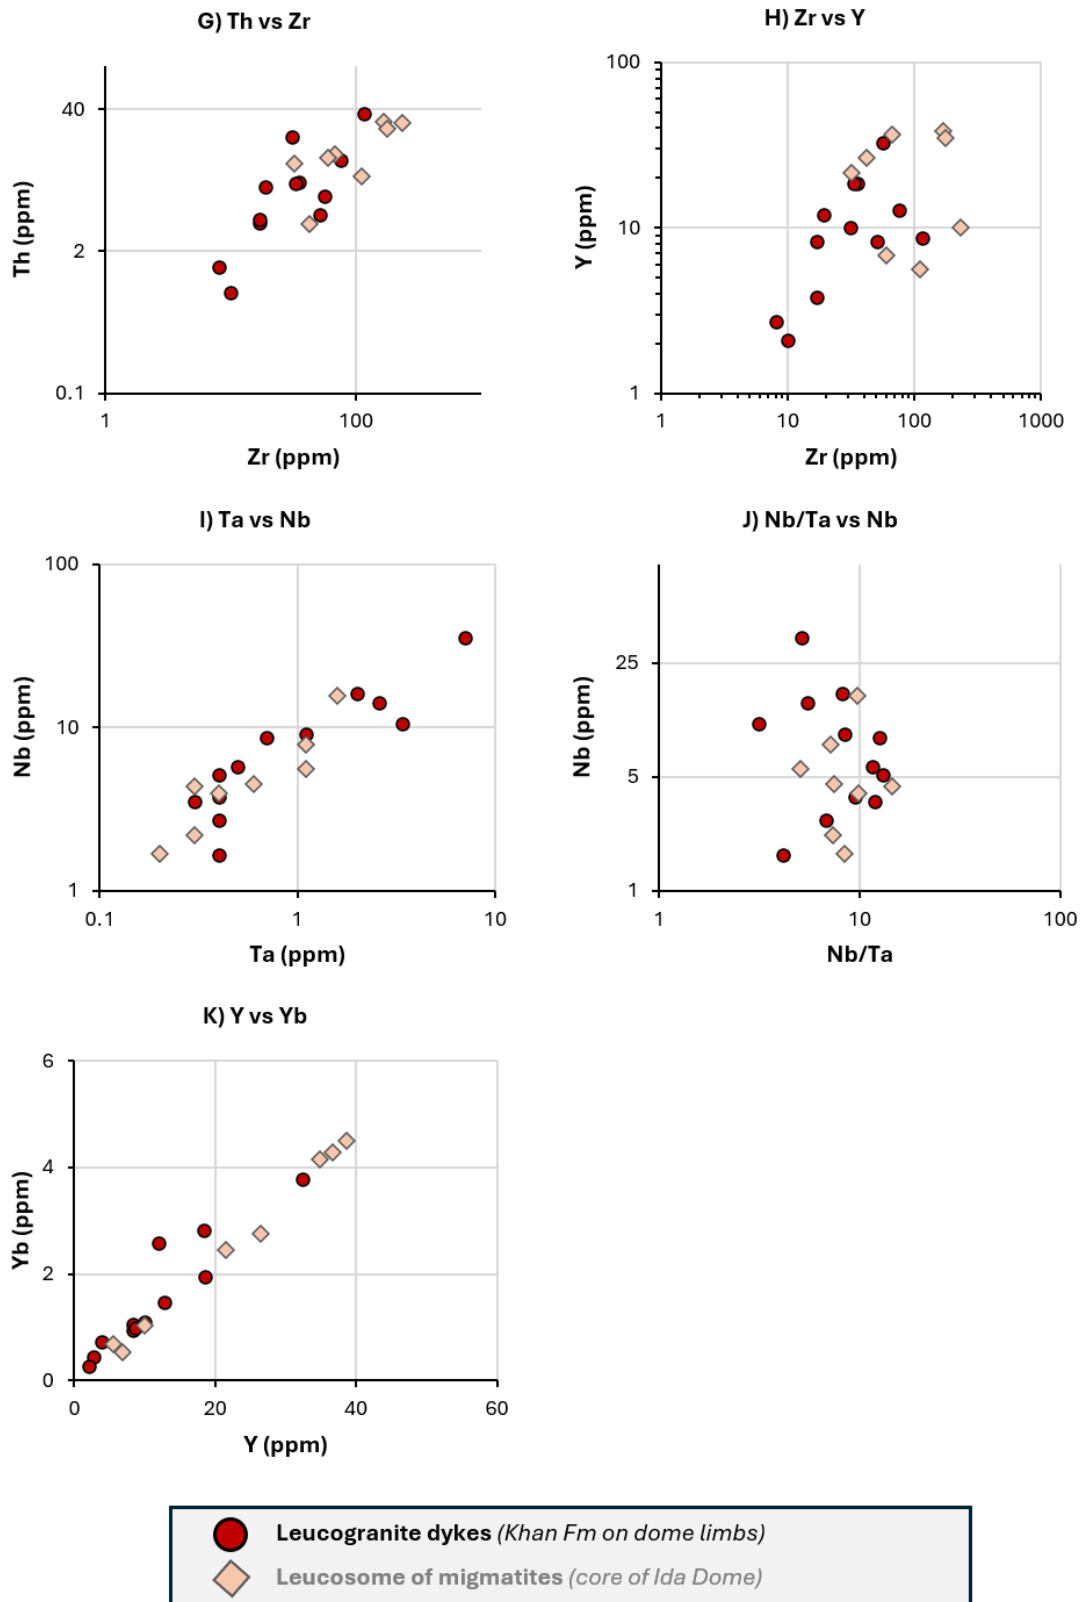 G) Th vs Zr
H) Zr vs Y
40
2
0.1
1
100
Th (ppm)
Zr (ppm)
100
10
1
1
10
100
1000
Y (ppm)
Zr (ppm)
I) Ta vs Nb
J) Nb/Ta vs Nb
100
10
1
0.1
1
10
Nb (ppm)
Ta (ppm)
25
5
1
1
10
100
Nb (ppm)
Nb/Ta
K) Y vs Yb
6
4
2
0
0
20
40
60
Yb (ppm)
Y (ppm)
Leucogranite dykes (Khan Fm on dome limbs)
Leucosome of migmatites (core of Ida Dome)